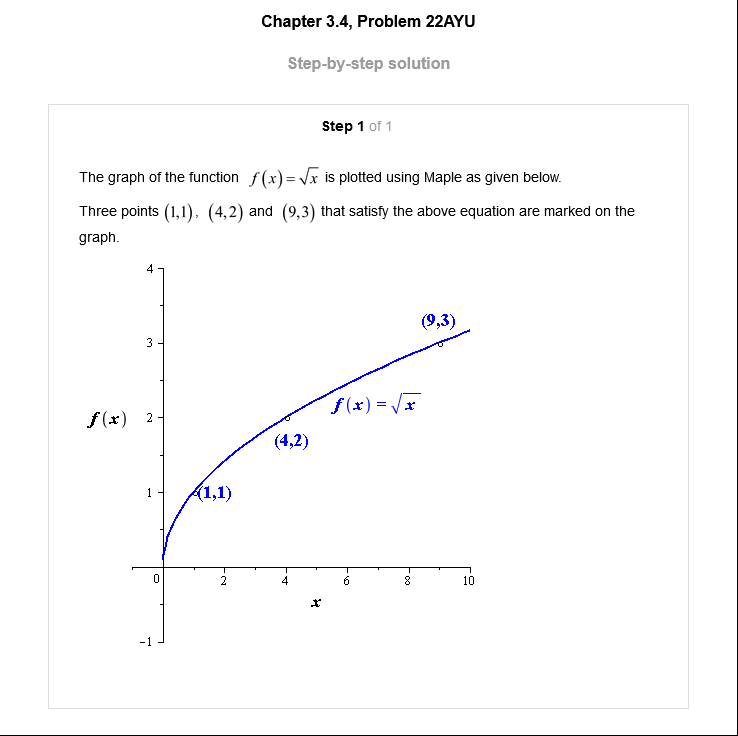 Chapter 3.4, Problem 22AYU
Step-by-step solution
Step 1 of 1
The graph of the function f(x)=√x is plotted using Maple as given below.
Three points (1,1), (4,2) and (9,3) that satisfy the above equation are marked on the
graph.
4
(9,3)
3
f(x)=√x
f(x)
2
(4,2)
1
(1,1)
0 2 4 6 8 10
x
-1